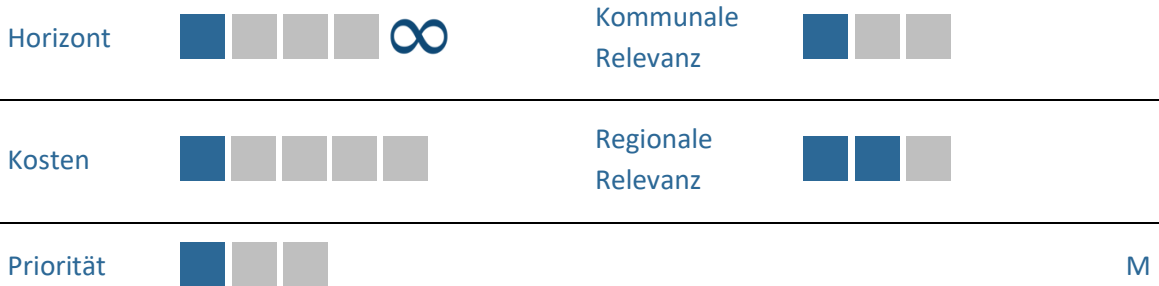 Horizont ∞
Kommunale
Relevanz
Kosten
Regionale
Relevanz
Priorität
M